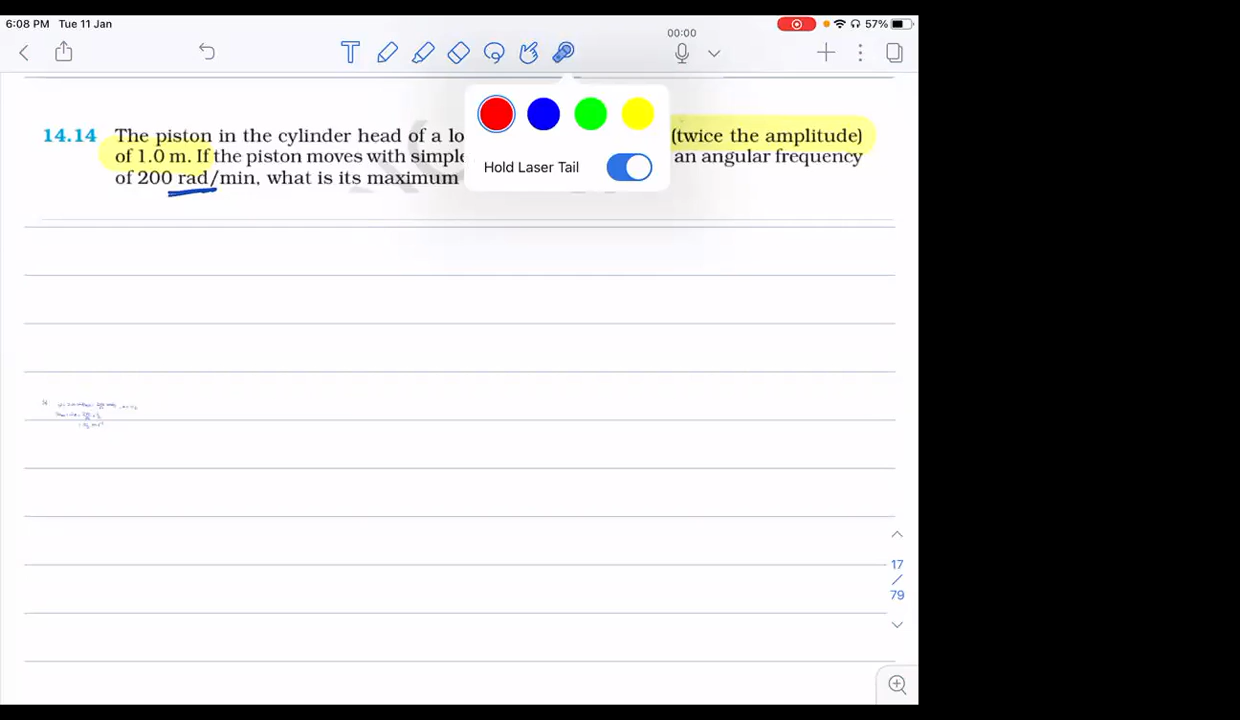 6:08 PM Tue 11 Jan
57%
T
00:00
14.14 The piston in the cylinder head of a lo (twice the amplitude)
of 1.0 m. If the piston moves with simple an angular frequency
of 200 rad/min, what is its maximum
Hold Laser Tail
17
/
79